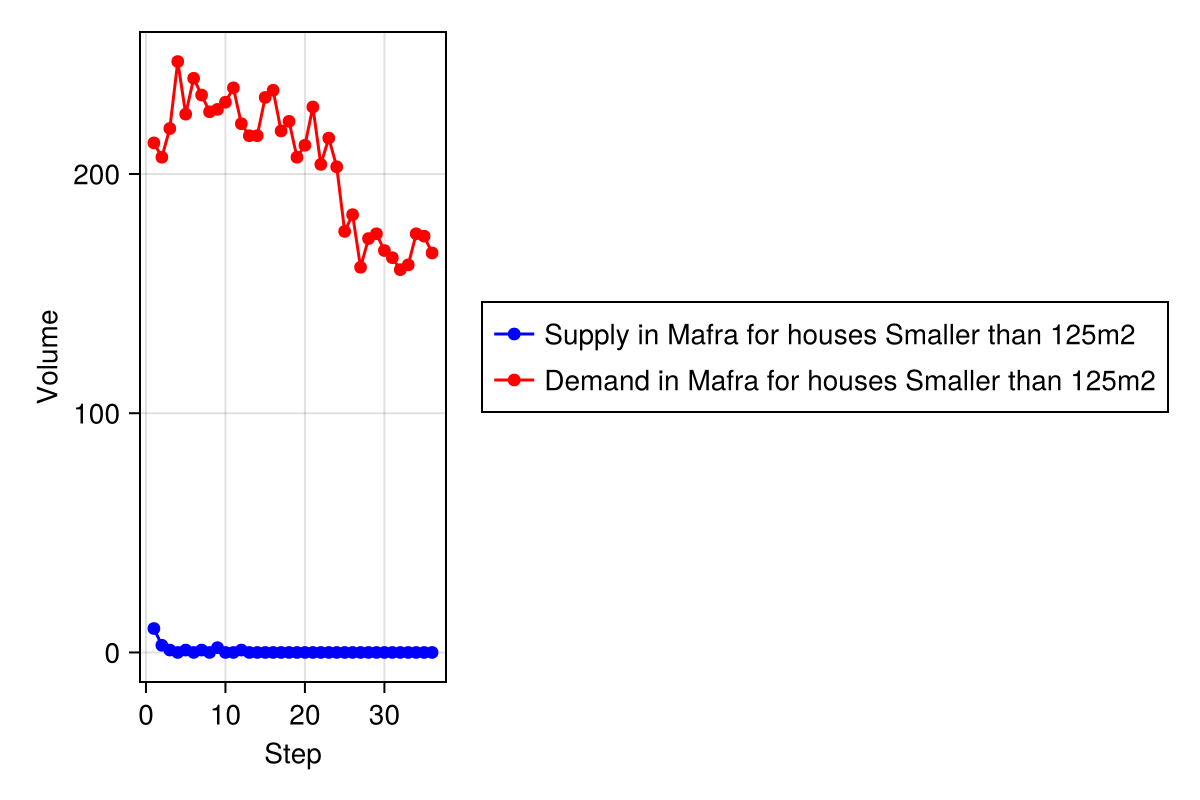 200
100
0
Volume
0 10 20 30
Step
Supply in Mafra for houses Smaller than 125m2
Demand in Mafra for houses Smaller than 125m2